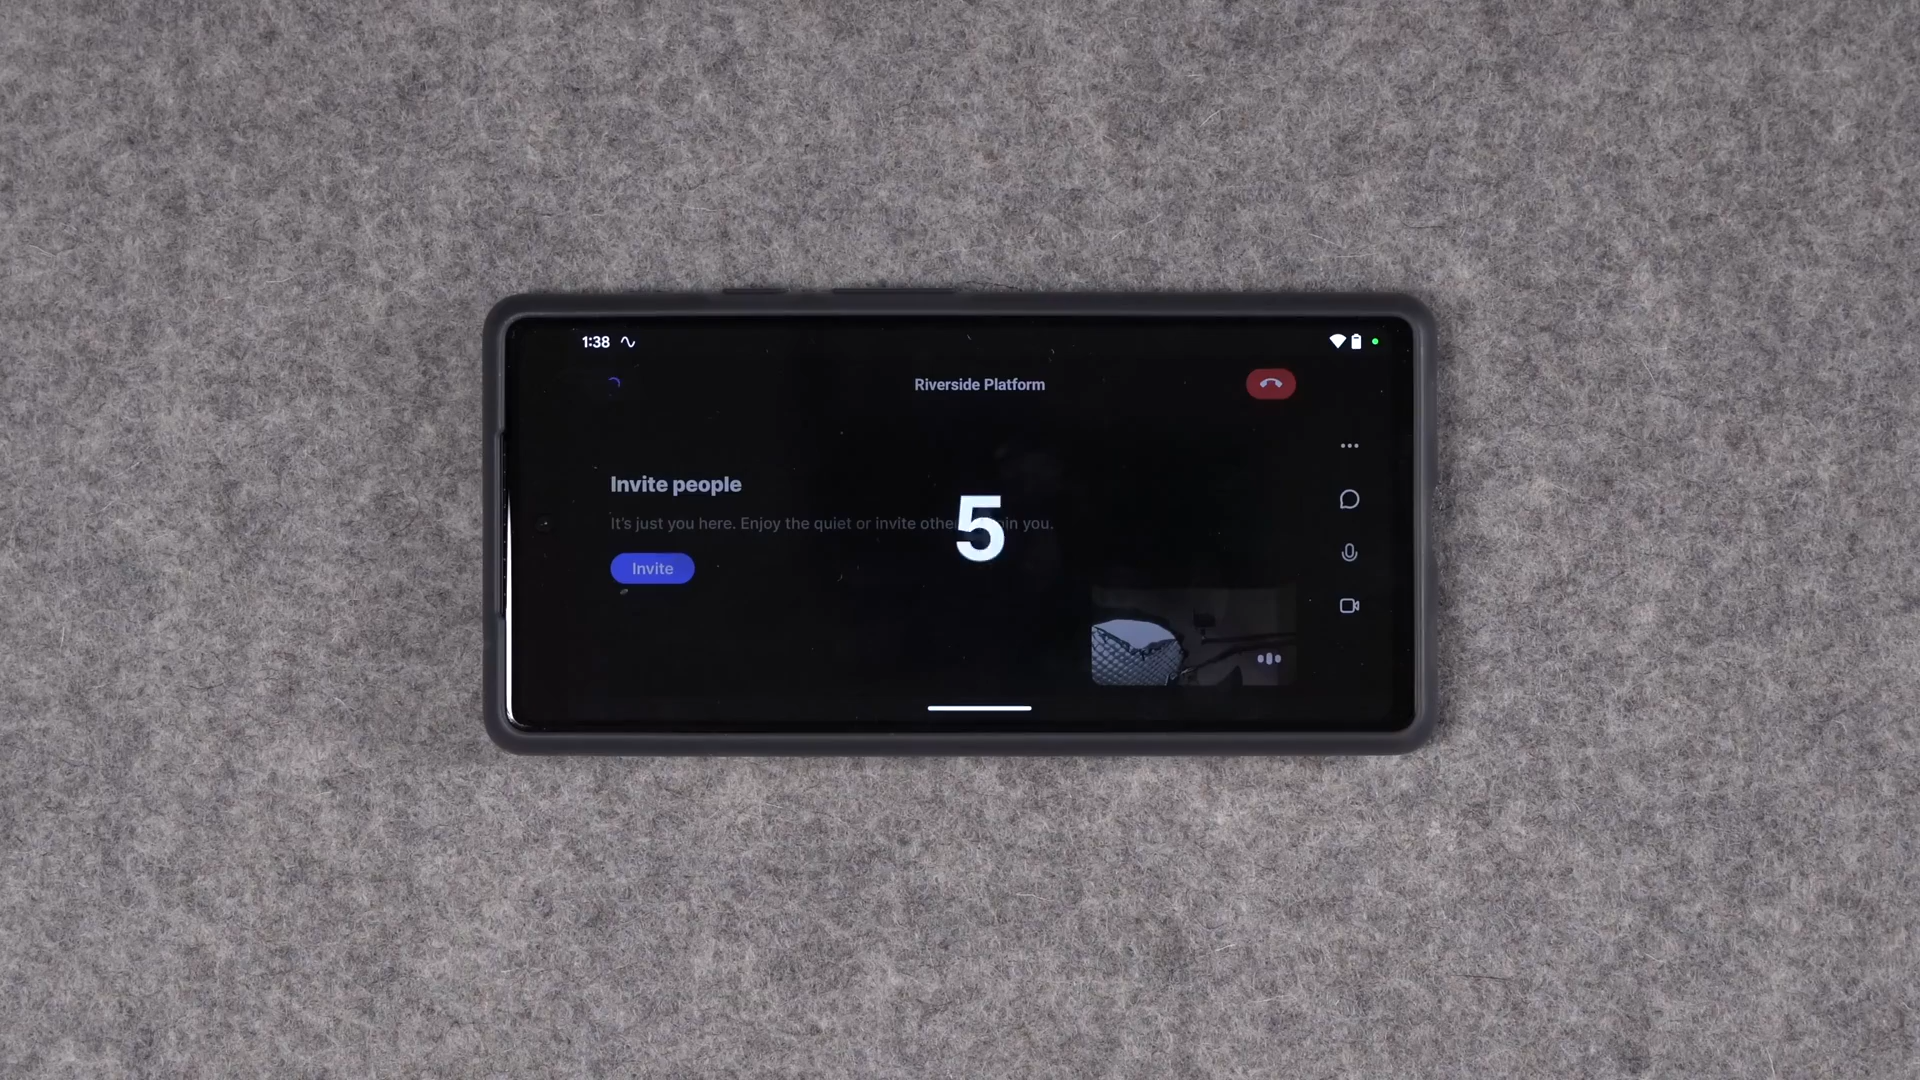 1:38
Riverside Platform
Invite people
It's just you here. Enjoy the quiet or invite othe in you.
5
Invite